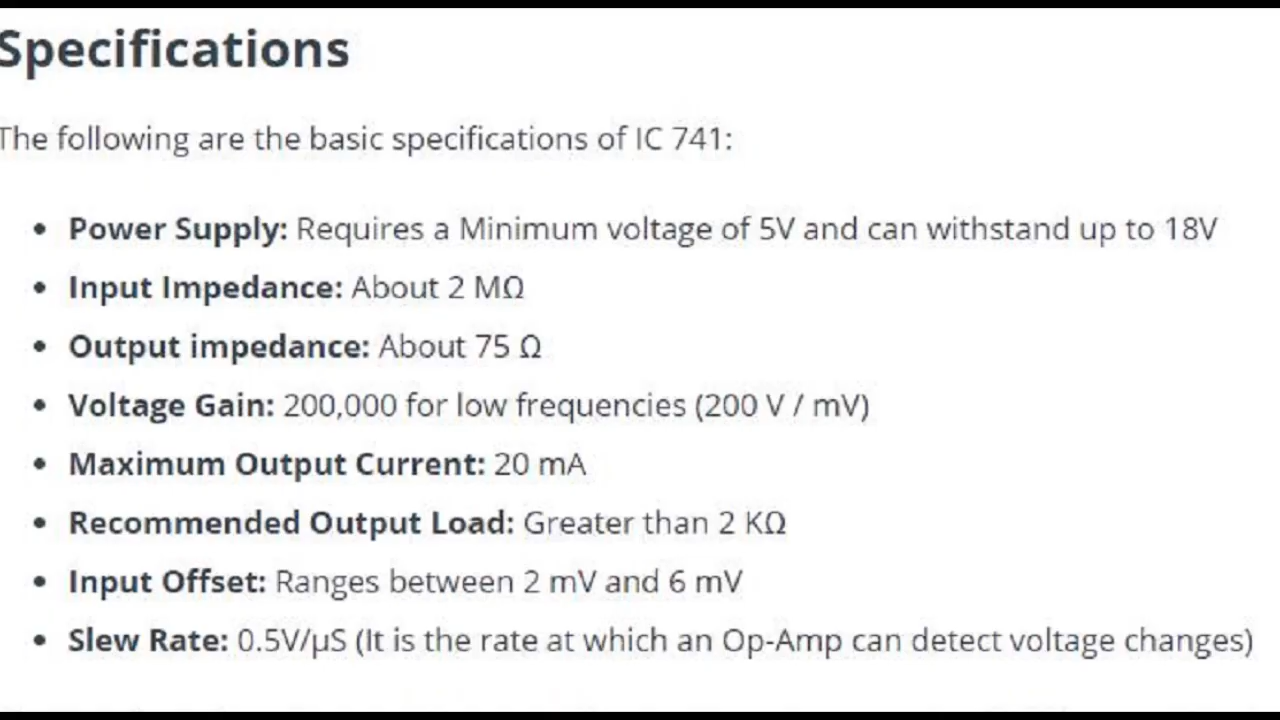 Specifications
The following are the basic specifications of IC 741:
• Power Supply: Requires a Minimum voltage of 5V and can withstand up to 18V
• Input Impedance: About 2 MΩ
• Output impedance: About 75 Ω
• Voltage Gain: 200,000 for low frequencies (200 V / mV)
• Maximum Output Current: 20 mA
• Recommended Output Load: Greater than 2 KΩ
• Input Offset: Ranges between 2 mV and 6 mV
• Slew Rate: 0.5V/µS (It is the rate at which an Op-Amp can detect voltage changes)